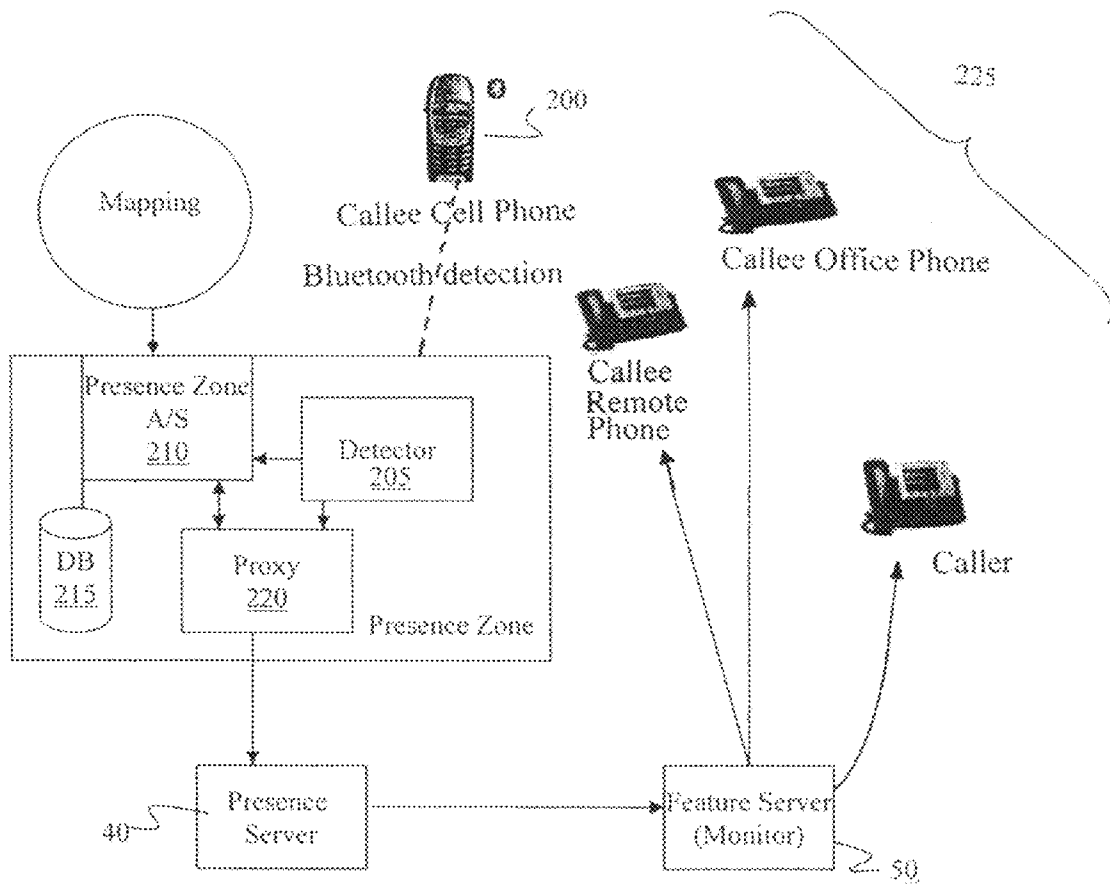 225
200
Mapping
Callee Cell Phone
Bluetooth detection
Callee Office Phone
Callee
Remote
Phone
Presence Zone
A/S
210
Detector
205
DB
215
Proxy
220
Presence Zone
Caller
Presence
Server
40
Feature Server
(Monitor)
50